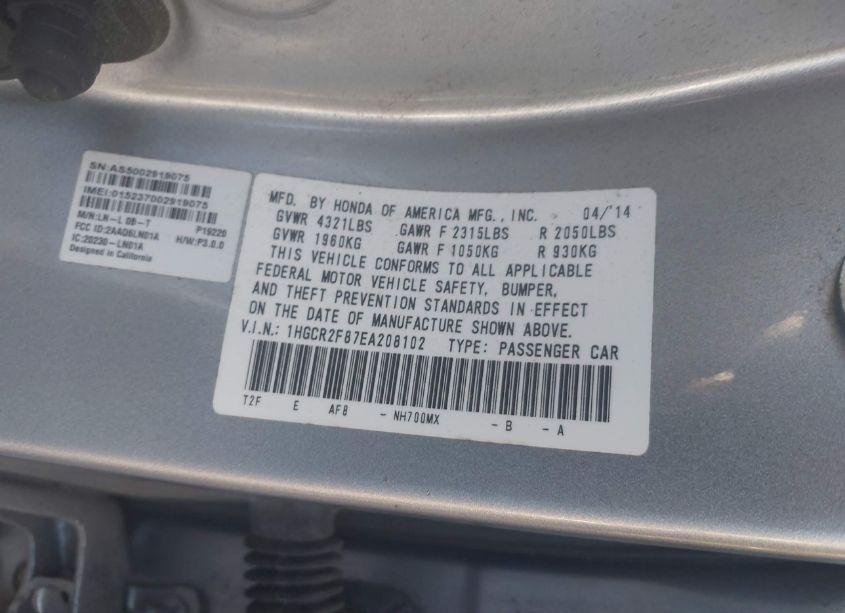 SN:AS5002919075
IMEI:015237002919075
M/N:LN-L 08-T P19220
FCC ID:2AAO6LN01A H/W:P3.0.0
IC:20230-LN01A
Designed in California
MFD. BY HONDA OF AMERICA MFG., INC. 04/'14
GVWR 4321LBS GAWR F 2315LBS R 2050LBS
GVWR 1960KG GAWR F 1050KG R 930KG
THIS VEHICLE CONFORMS TO ALL APPLICABLE
FEDERAL MOTOR VEHICLE SAFETY, BUMPER,
AND THEFT PREVENTION STANDARDS IN EFFECT
ON THE DATE OF MANUFACTURE SHOWN ABOVE.
V.I.N.: 1HGCR2F87EA208102 TYPE: PASSENGER CAR
T2F E AF8 - NH700MX - B - A